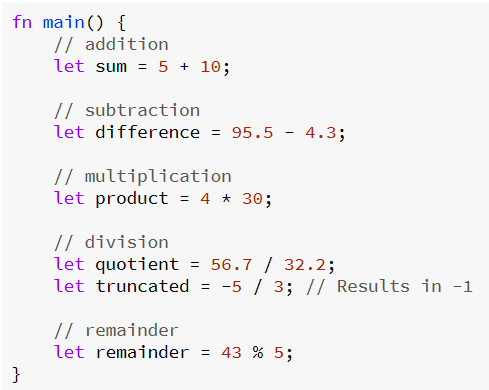 fn main() {
    // addition
    let sum = 5 + 10;

    // subtraction
    let difference = 95.5 - 4.3;

    // multiplication
    let product = 4 * 30;

    // division
    let quotient = 56.7 / 32.2;
    let truncated = -5 / 3; // Results in -1

    // remainder
    let remainder = 43 % 5;
}